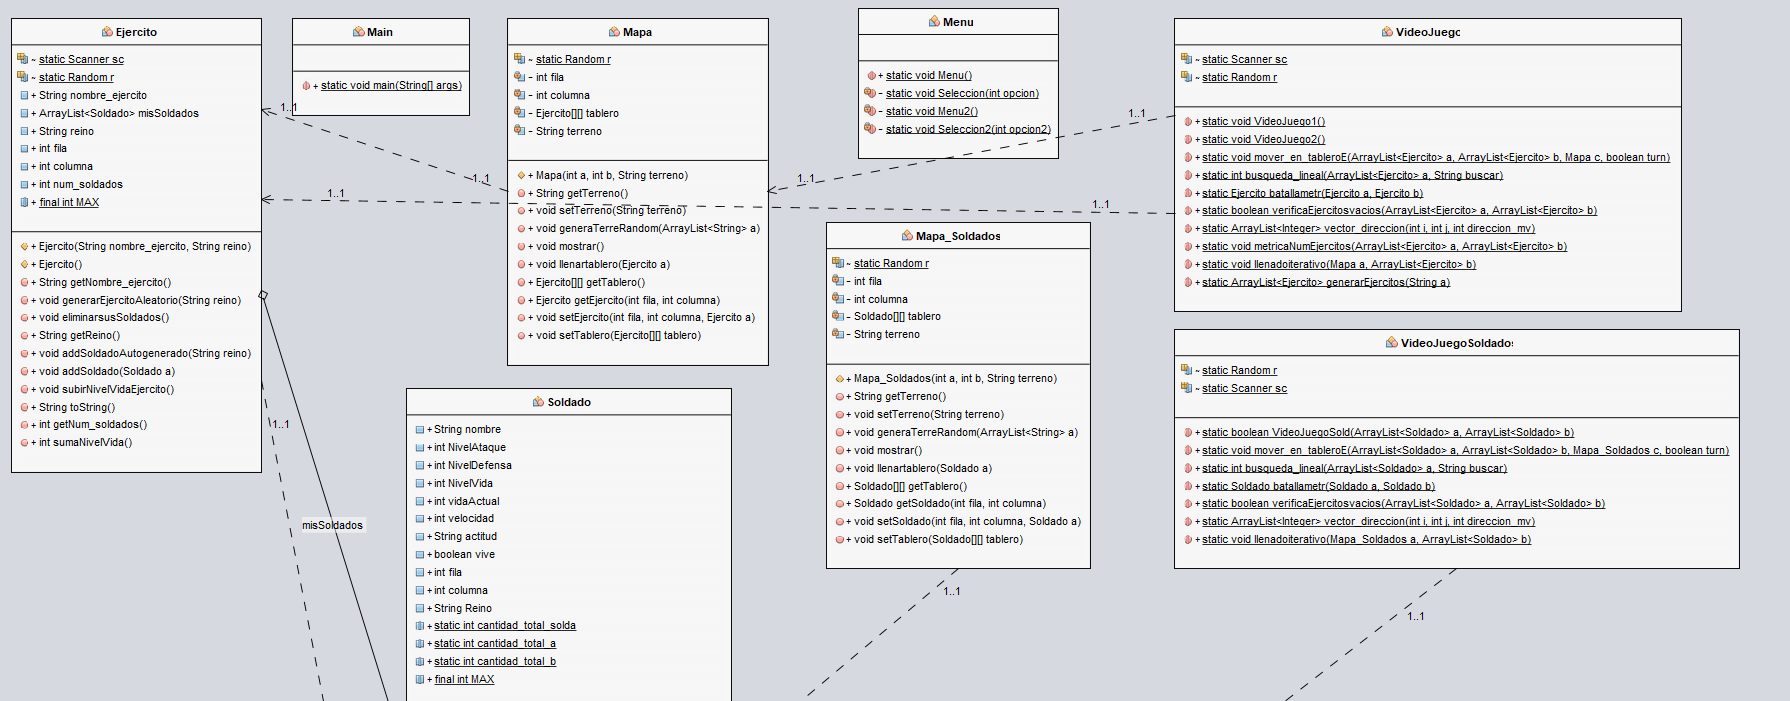 Ejercito
~ static Scanner sc
~ static Random r
+ String nombre_ejercito
+ ArrayList<Soldado> misSoldados
+ String reino
+ int fila
+ int columna
+ int num_soldados
+ final int MAX
+ Ejercito(String nombre_ejercito, String reino)
+ Ejercito()
+ String getNombre_ejercito()
+ void generarEjercitoAleatorio(String reino)
+ void eliminarsusSoldados()
+ String getReino()
+ void addSoldadoAutogenerado(String reino)
+ void addSoldado(Soldado a)
+ void subirNivelVidaEjercito()
+ String toString()
+ int getNum_soldados()
+ int sumaNivelVida()
Main
+ static void main(String[] args)
Mapa
~ static Random r
- int fila
- int columna
- Ejercito[][] tablero
- String terreno
+ Mapa(int a, int b, String terreno)
+ String getTerreno()
+ void setTerreno(String terreno)
+ void generaTerreRandom(ArrayList<String> a)
+ void mostrar()
+ void llenartablero(Ejercito a)
+ Ejercito[][] getTablero()
+ Ejercito getEjercito(int fila, int columna)
+ void setEjercito(int fila, int columna, Ejercito a)
+ void setTablero(Ejercito[][] tablero)
Menu
+ static void Menu()
- static void Seleccion(int opcion)
- static void Menu2()
- static void Seleccion2(int opcion2)
VideoJuego
~ static Scanner sc
~ static Random r
+ static void VideoJuego1()
+ static void VideoJuego2()
+ static void mover_en_tableroE(ArrayList<Ejercito> a, ArrayList<Ejercito> b, Mapa c, boolean turn)
+ static int busqueda_lineal(ArrayList<Ejercito> a, String buscar)
+ static Ejercito batallametr(Ejercito a, Ejercito b)
+ static boolean verificaEjercitosvacios(ArrayList<Ejercito> a, ArrayList<Ejercito> b)
+ static ArrayList<Integer> vector_direccion(int i, int j, int direccion_mv)
+ static void metricaNumEjercitos(ArrayList<Ejercito> a, ArrayList<Ejercito> b)
+ static void llenadoiterativo(Mapa a, ArrayList<Ejercito> b)
+ static ArrayList<Ejercito> generarEjercitos(String a)
1..1
1..1
1..1
1..1
1..1
1..1
Mapa_Soldados
~ static Random r
- int fila
- int columna
- Soldado[][] tablero
- String terreno
+ Mapa_Soldados(int a, int b, String terreno)
+ String getTerreno()
+ void setTerreno(String terreno)
+ void generaTerreRandom(ArrayList<String> a)
+ void mostrar()
+ void llenartablero(Soldado a)
+ Soldado[][] getTablero()
+ Soldado getSoldado(int fila, int columna)
+ void setSoldado(int fila, int columna, Soldado a)
+ void setTablero(Soldado[][] tablero)
VideoJuegoSoldados
~ static Random r
~ static Scanner sc
+ static boolean VideoJuegoSold(ArrayList<Soldado> a, ArrayList<Soldado> b)
+ static void mover_en_tableroE(ArrayList<Soldado> a, ArrayList<Soldado> b, Mapa_Soldados c, boolean turn)
+ static int busqueda_lineal(ArrayList<Soldado> a, String buscar)
+ static Soldado batallametr(Soldado a, Soldado b)
+ static boolean verificaEjercitosvacios(ArrayList<Soldado> a, ArrayList<Soldado> b)
+ static ArrayList<Integer> vector_direccion(int i, int j, int direccion_mv)
+ static void llenadoiterativo(Mapa_Soldados a, ArrayList<Soldado> b)
Soldado
+ String nombre
+ int NivelAtaque
+ int NivelDefensa
+ int NivelVida
+ int vidaActual
+ int velocidad
+ String actitud
+ boolean vive
+ int fila
+ int columna
+ String Reino
+ static int cantidad_total_solda
+ static int cantidad_total_a
+ static int cantidad_total_b
+ final int MAX
1..1
misSoldados
1..1
1..1